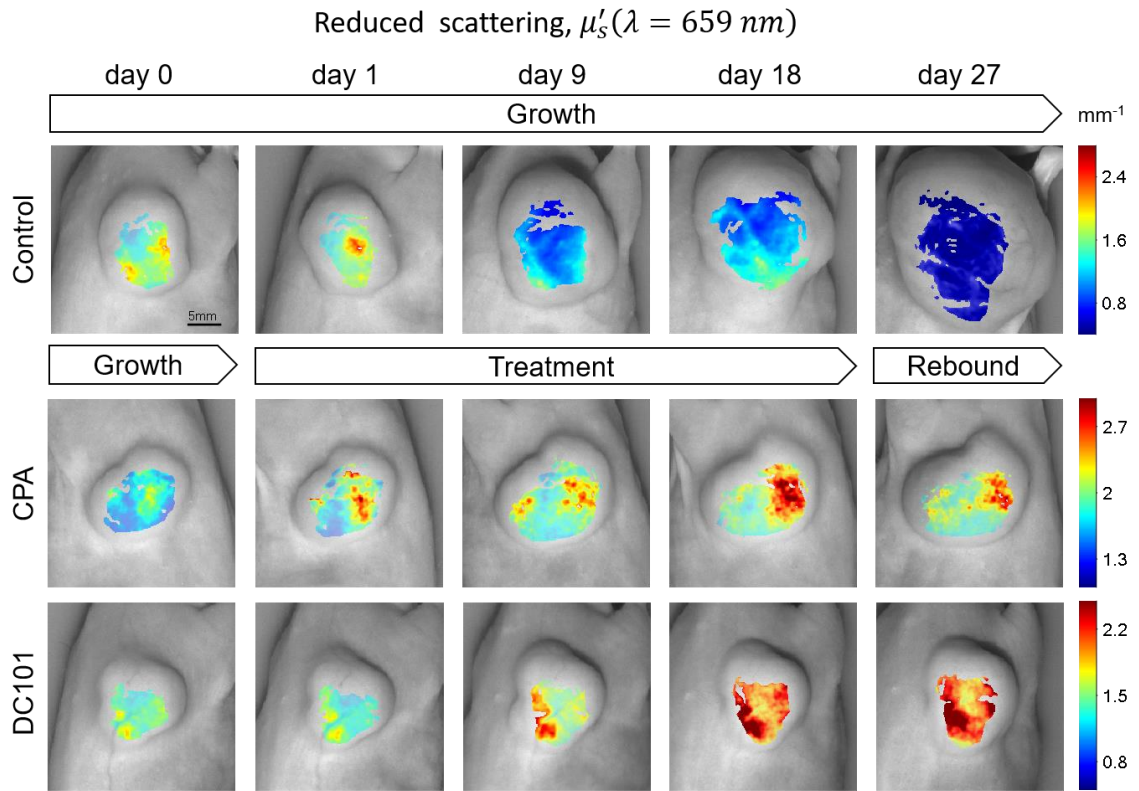 Reduced scattering, μ′ₛ(λ = 659 nm)
day 0 day 1 day 9 day 18 day 27
Growth
mm⁻¹
Control
5mm
2.4
1.6
0.8
Growth Treatment Rebound
CPA
2.7
2
1.3
DC101
2.2
1.5
0.8